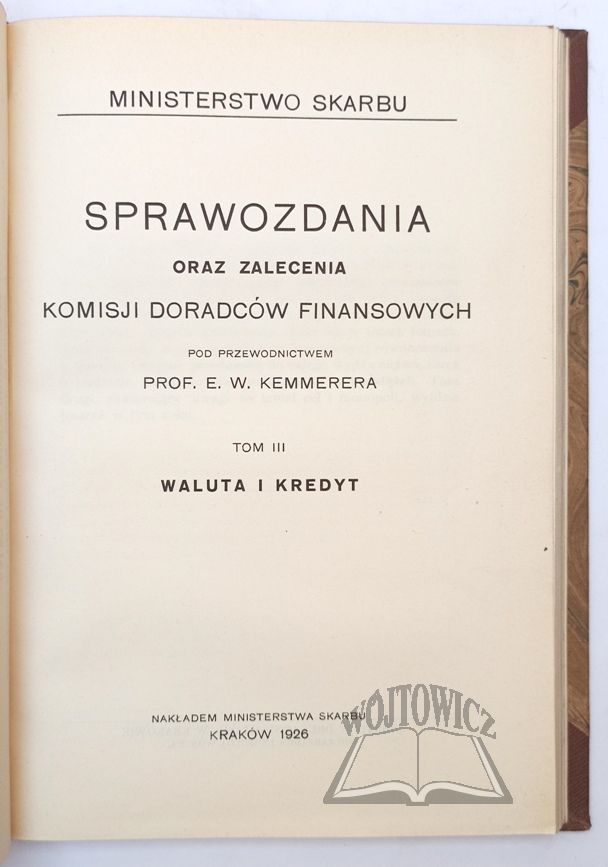 MINISTERSTWO SKARBU
SPRAWOZDANIA
ORAZ ZALECENIA
KOMISJI DORADCÓW FINANSOWYCH
POD PRZEWODNICTWEM
PROF. E. W. KEMMERERA
TOM III
WALUTA I KREDYT
NAKŁADEM MINISTERSTWA SKARBU
KRAKÓW 1926
WÓJTOWICZ